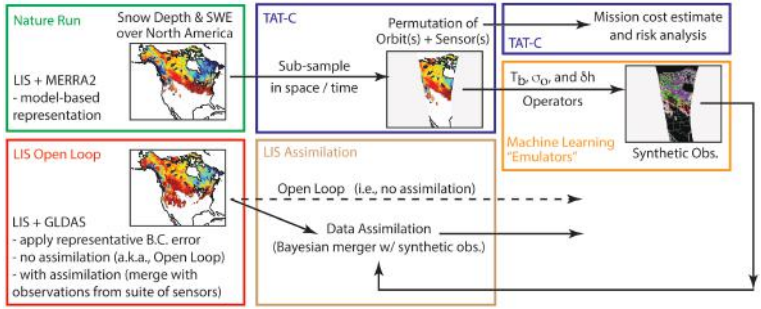 Nature Run
Snow Depth & SWE
over North America
LIS + MERRA2
- model-based
representation
TAT-C
Sub-sample
in space / time
Permutation of
Orbit(s) + Sensor(s)
Mission cost estimate
and risk analysis
TAT-C
Tb, σo, and δh
Operators
Machine Learning
"Emulators"
Synthetic Obs.
LIS Open Loop
LIS + GLDAS
- apply representative B.C. error
- no assimilation (a.k.a., Open Loop)
- with assimilation (merge with
observations from suite of sensors)
LIS Assimilation
Open Loop (i.e., no assimilation)
Data Assimilation
(Bayesian merger w/ synthetic obs.)